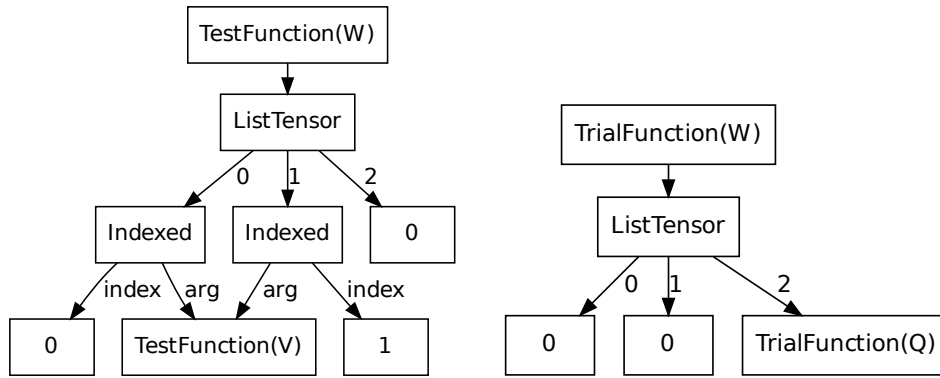 TestFunction(W)
ListTensor
0 1 2
Indexed Indexed 0
index arg arg index
0 TestFunction(V) 1
TrialFunction(W)
ListTensor
0 1 2
0 0 TrialFunction(Q)